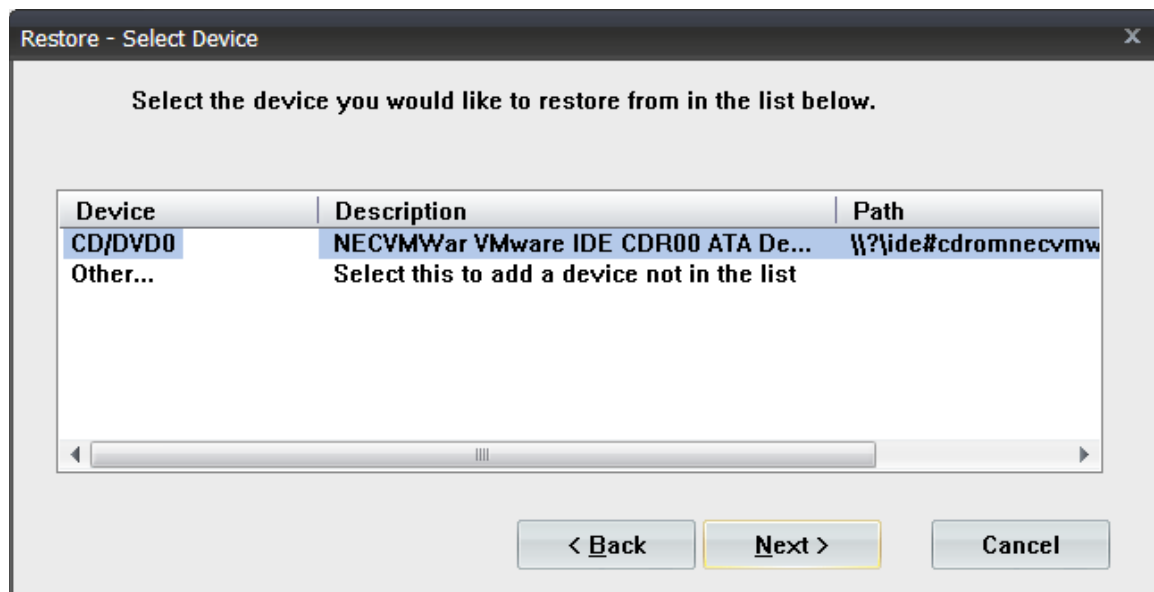 Restore - Select Device x
Select the device you would like to restore from in the list below.
Device Description Path
CD/DVD0 NECVMWar VMware IDE CDR00 ATA De... \\?\ide#cdromnecvmw
Other... Select this to add a device not in the list
< Back Next > Cancel